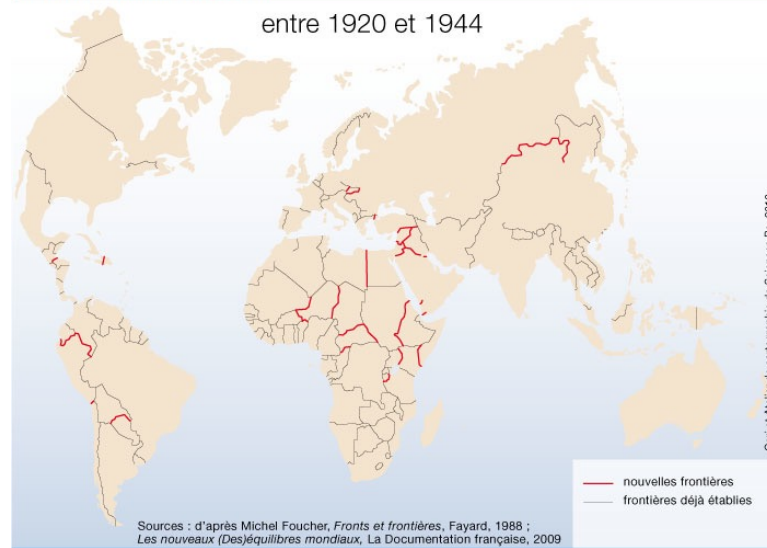 entre 1920 et 1944
nouvelles frontières
frontières déjà établies
Sources : d'après Michel Foucher, Fronts et frontières, Fayard, 1988 ;
Les nouveaux (Des)équilibres mondiaux, La Documentation française, 2009